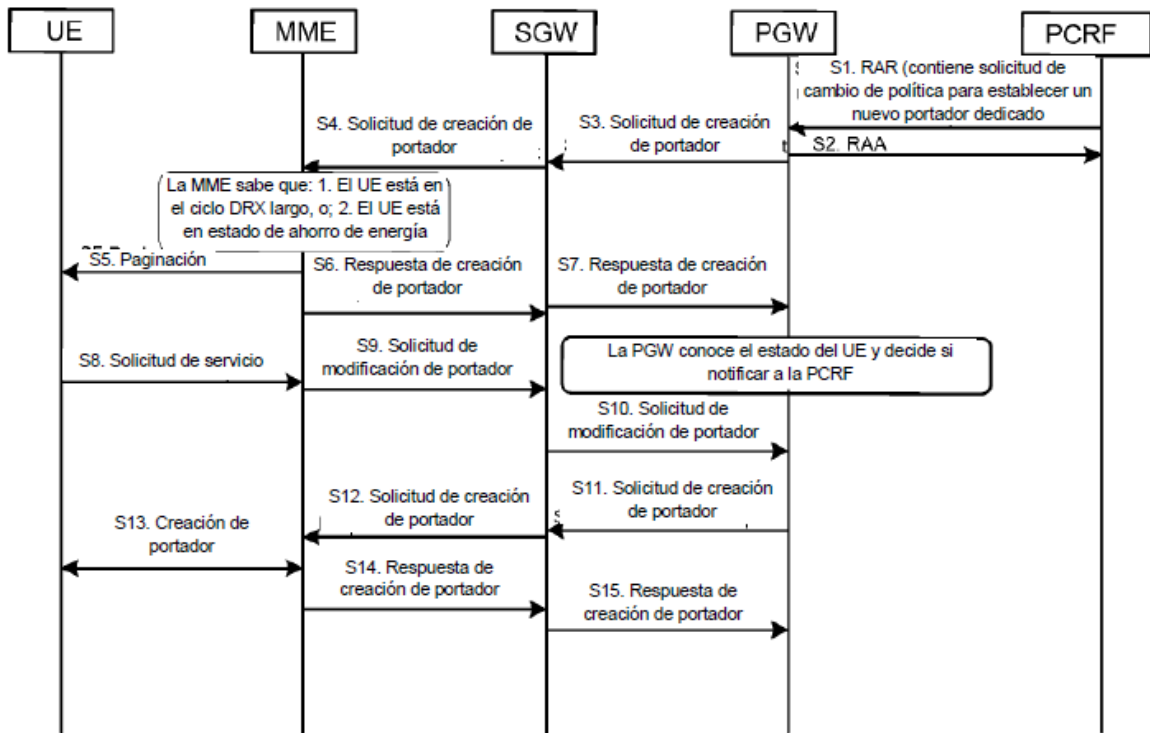 UE
MME
SGW
PGW
PCRF
S1. RAR (contiene solicitud de
cambio de política para establecer un
nuevo portador dedicado
S2. RAA
S3. Solicitud de creación
de portador
S4. Solicitud de creación de
portador
La MME sabe que: 1. El UE está en
el ciclo DRX largo, o; 2. El UE está
en estado de ahorro de energía
S5. Paginación
S6. Respuesta de creación
de portador
S7. Respuesta de creación
de portador
S8. Solicitud de servicio
S9. Solicitud de
modificación de portador
La PGW conoce el estado del UE y decide si
notificar a la PCRF
S10. Solicitud de
modificación de portador
S11. Solicitud de creación
de portador
S12. Solicitud de creación
de portador
S13. Creación de
portador
S14. Respuesta de
creación de portador
S15. Respuesta de
creación de portador